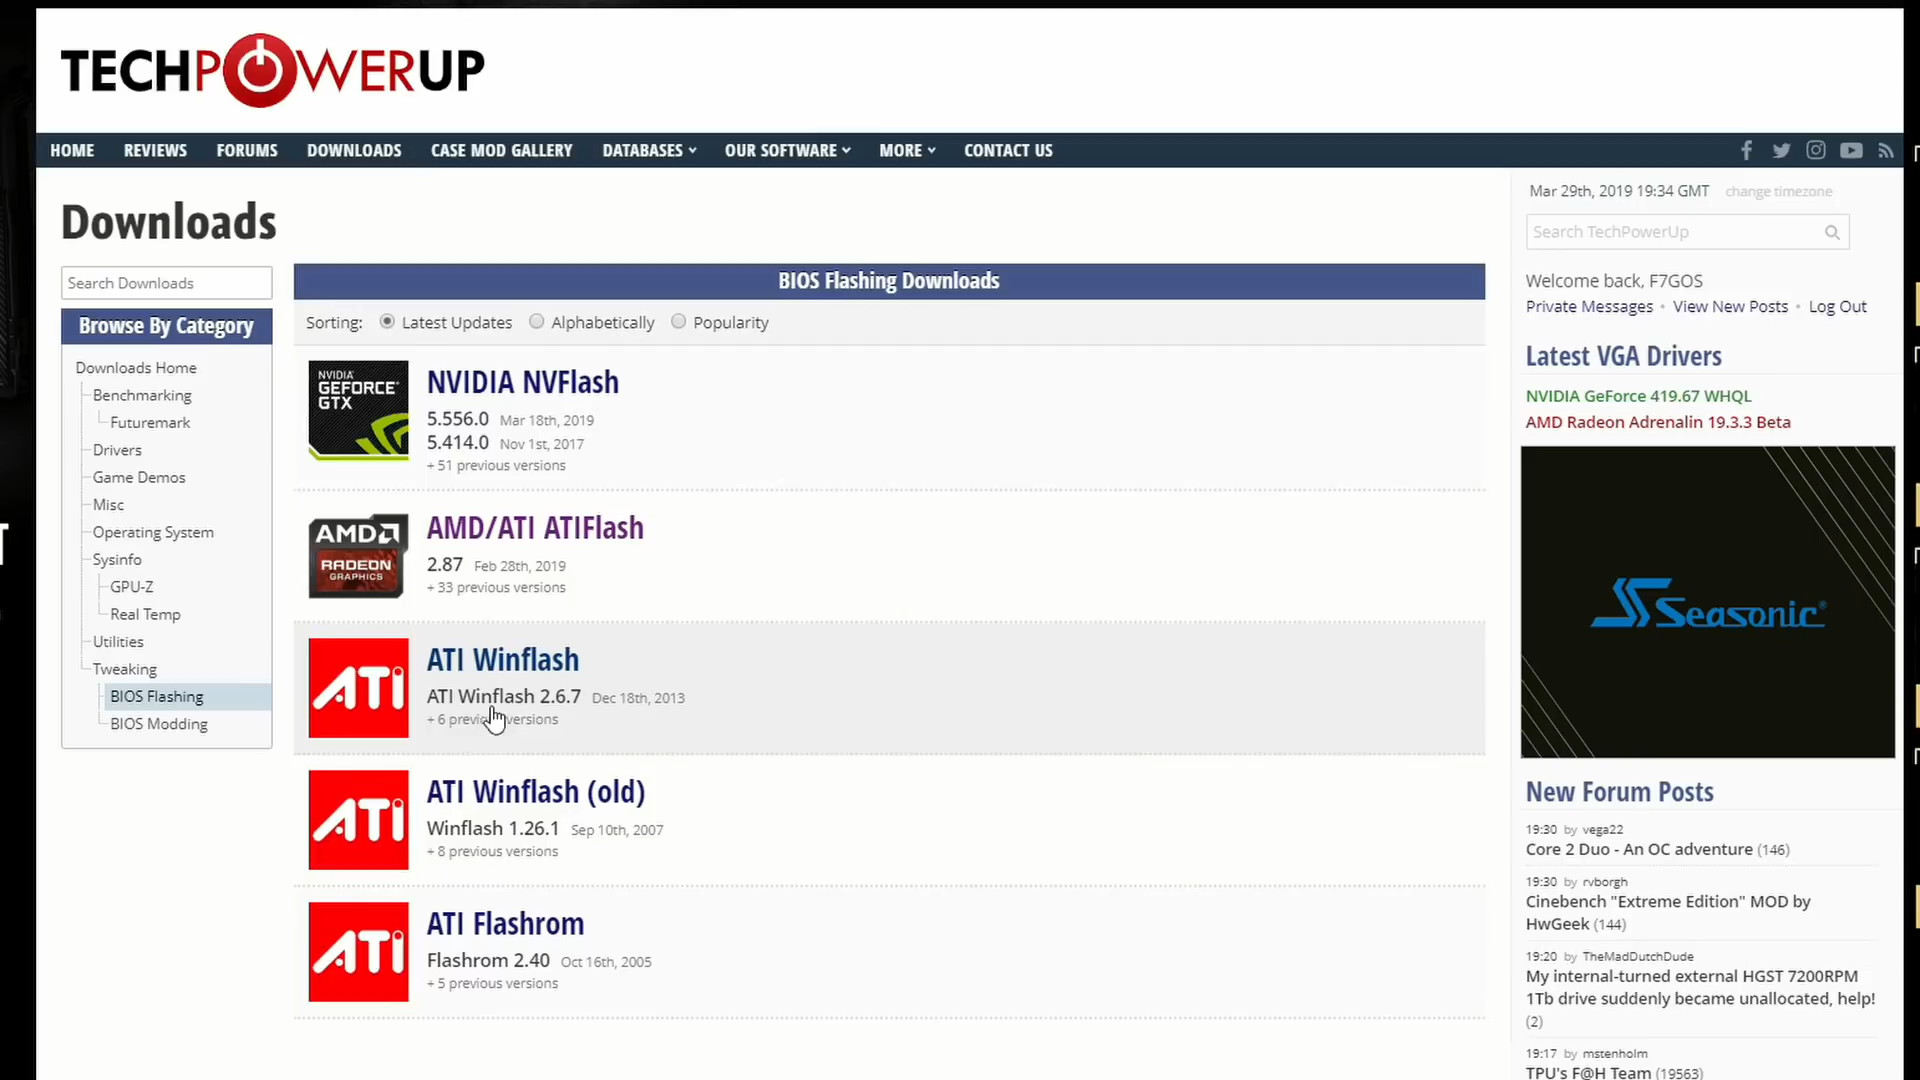 TECHPOWERUP
HOME REVIEWS FORUMS DOWNLOADS CASE MOD GALLERY DATABASES OUR SOFTWARE MORE CONTACT US
Downloads
Search Downloads
Browse By Category
Downloads Home
Benchmarking
Futuremark
Drivers
Game Demos
Misc
Operating System
Sysinfo
GPU-Z
Real Temp
Utilities
Tweaking
BIOS Flashing
BIOS Modding
BIOS Flashing Downloads
Sorting: Latest Updates Alphabetically Popularity
NVIDIA
GEFORCE
GTX
NVIDIA NVFlash
5.556.0 Mar 18th, 2019
5.414.0 Nov 1st, 2017
+ 51 previous versions
AMD
RADEON
GRAPHICS
AMD/ATI ATIFlash
2.87 Feb 28th, 2019
+ 33 previous versions
ATI
ATI Winflash
ATI Winflash 2.6.7 Dec 18th, 2013
+ 6 previous versions
ATI
ATI Winflash (old)
Winflash 1.26.1 Sep 10th, 2007
+ 8 previous versions
ATI
ATI Flashrom
Flashrom 2.40 Oct 16th, 2005
+ 5 previous versions
Mar 29th, 2019 19:34 GMT change timezone
Search TechPowerUp
Welcome back, F7GOS
Private Messages • View New Posts • Log Out
Latest VGA Drivers
NVIDIA GeForce 419.67 WHQL
AMD Radeon Adrenalin 19.3.3 Beta
Seasonic®
New Forum Posts
19:30 by vega22
Core 2 Duo - An OC adventure (146)
19:30 by rvborgh
Cinebench "Extreme Edition" MOD by
HwGeek (144)
19:20 by TheMadDutchDude
My internal-turned external HGST 7200RPM
1Tb drive suddenly became unallocated, help!
(2)
19:17 by mstenholm
TPU's F@H Team (19563)